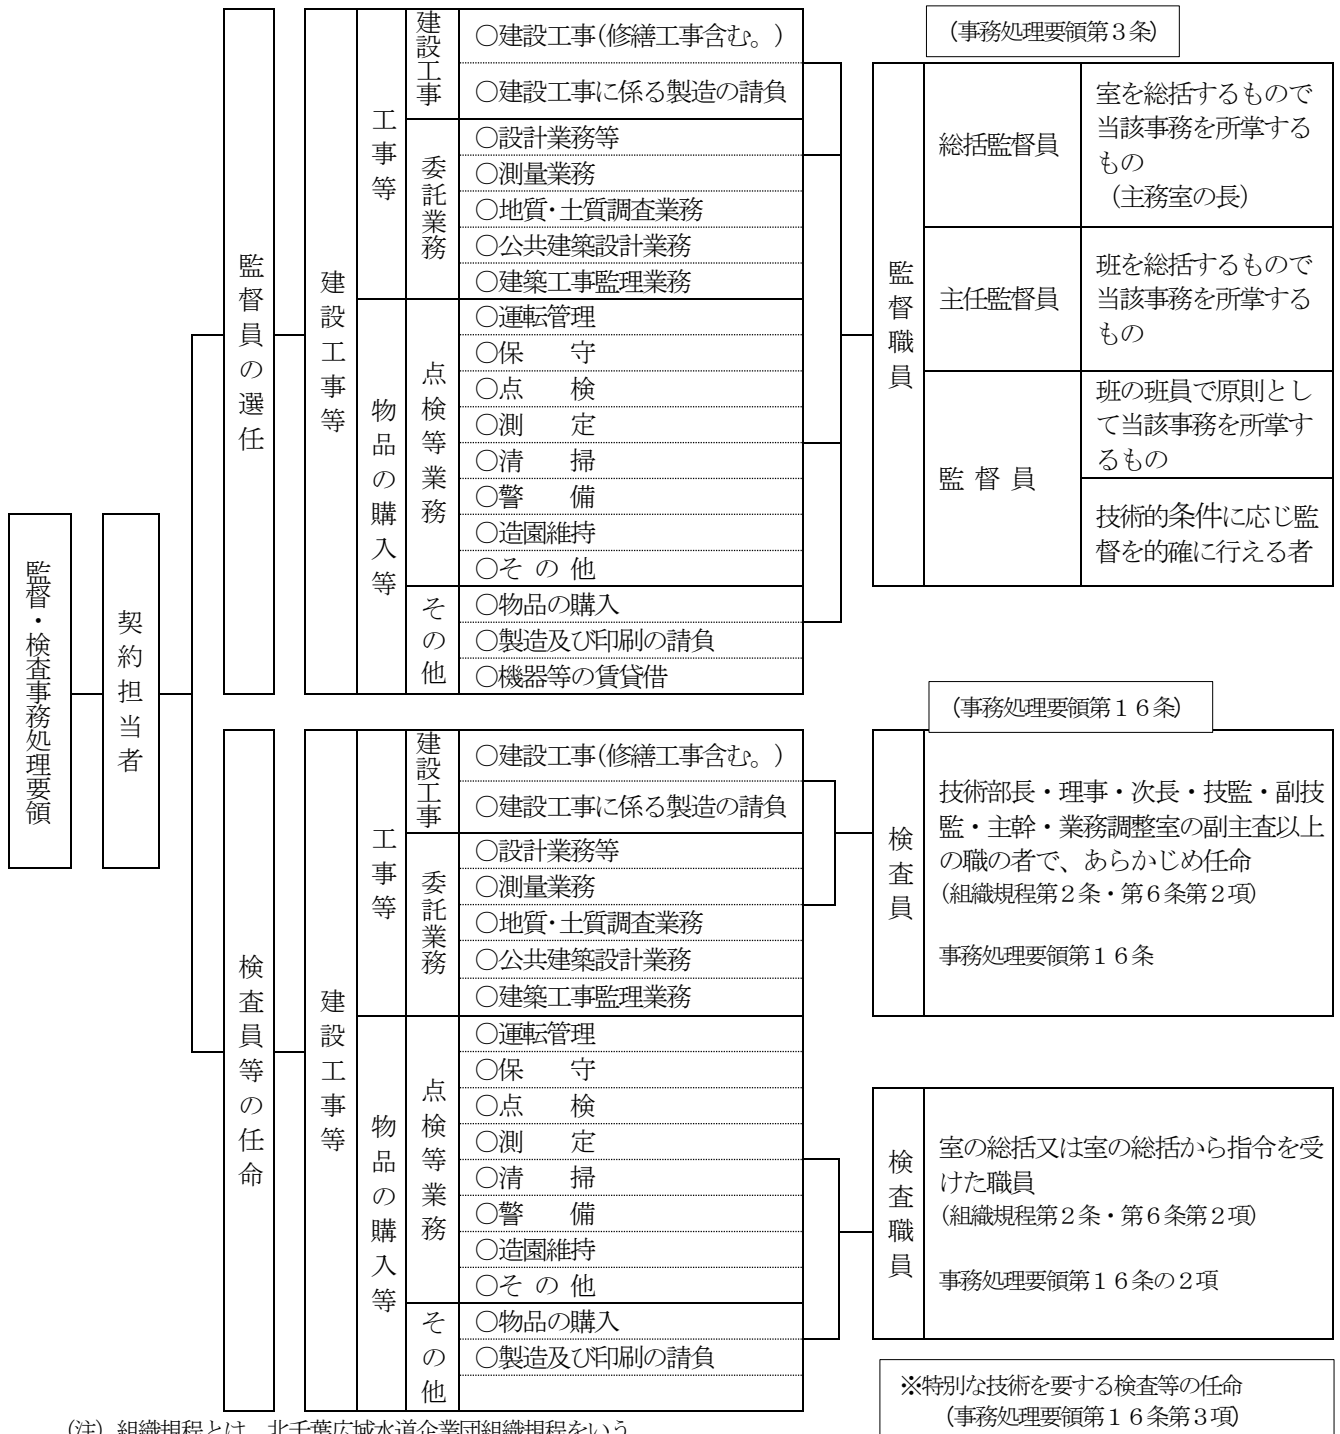 監督・検査事務処理要領
契約担当者
監督員の選任
建設工事等
工事等
建設工事
○建設工事(修繕工事含む。)
○建設工事に係る製造の請負
委託業務
○設計業務等
○測量業務
○地質・土質調査業務
○公共建築設計業務
○建築工事監理業務
物品の購入等
点検等業務
○運転管理
○保　守
○点　検
○測　定
○清　掃
○警　備
○造園維持
○そ の 他
その他
○物品の購入
○製造及び印刷の請負
○機器等の賃貸借
(事務処理要領第３条)
監督職員
総括監督員
室を総括するもので
当該事務を所掌する
もの
(主務室の長)
主任監督員
班を総括するもので
当該事務を所掌する
もの
監 督 員
班の班員で原則とし
て当該事務を所掌す
るもの
技術的条件に応じ監
督を的確に行える者
検査員等の任命
建設工事等
工事等
建設工事
○建設工事(修繕工事含む。)
○建設工事に係る製造の請負
委託業務
○設計業務等
○測量業務
○地質・土質調査業務
○公共建築設計業務
○建築工事監理業務
物品の購入等
点検等業務
○運転管理
○保　守
○点　検
○測　定
○清　掃
○警　備
○造園維持
○そ の 他
その他
○物品の購入
○製造及び印刷の請負
(事務処理要領第１６条)
検査員
技術部長・理事・次長・技監・副技
監・主幹・業務調整室の副主査以上
の職の者で、あらかじめ任命
(組織規程第２条・第６条第２項)
事務処理要領第１６条
検査職員
室の総括又は室の総括から指令を受
けた職員
(組織規程第２条・第６条第２項)
事務処理要領第１６条の２項
※特別な技術を要する検査等の任命
(事務処理要領第１６条第３項)
(注) 組織規程とは、北千葉広域水道企業団組織規程をいう